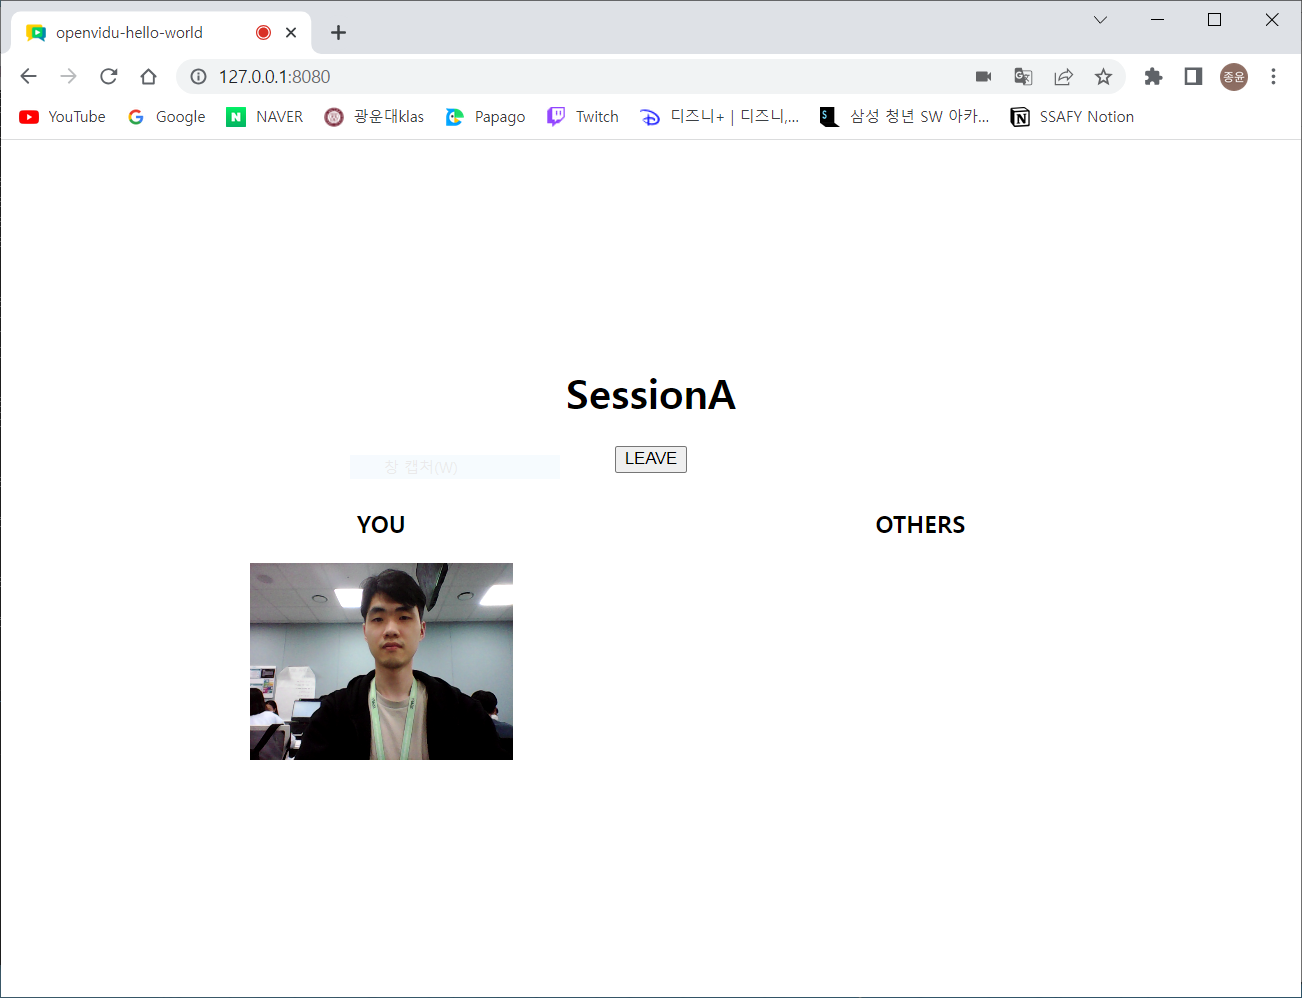 openvidu-hello-world
127.0.0.1:8080
종윤
YouTube
Google
NAVER
광운대klas
Papago
Twitch
디즈니+ | 디즈니,...
삼성 청년 SW 아카...
SSAFY Notion
SessionA
창 캡처(W)
LEAVE
YOU
OTHERS